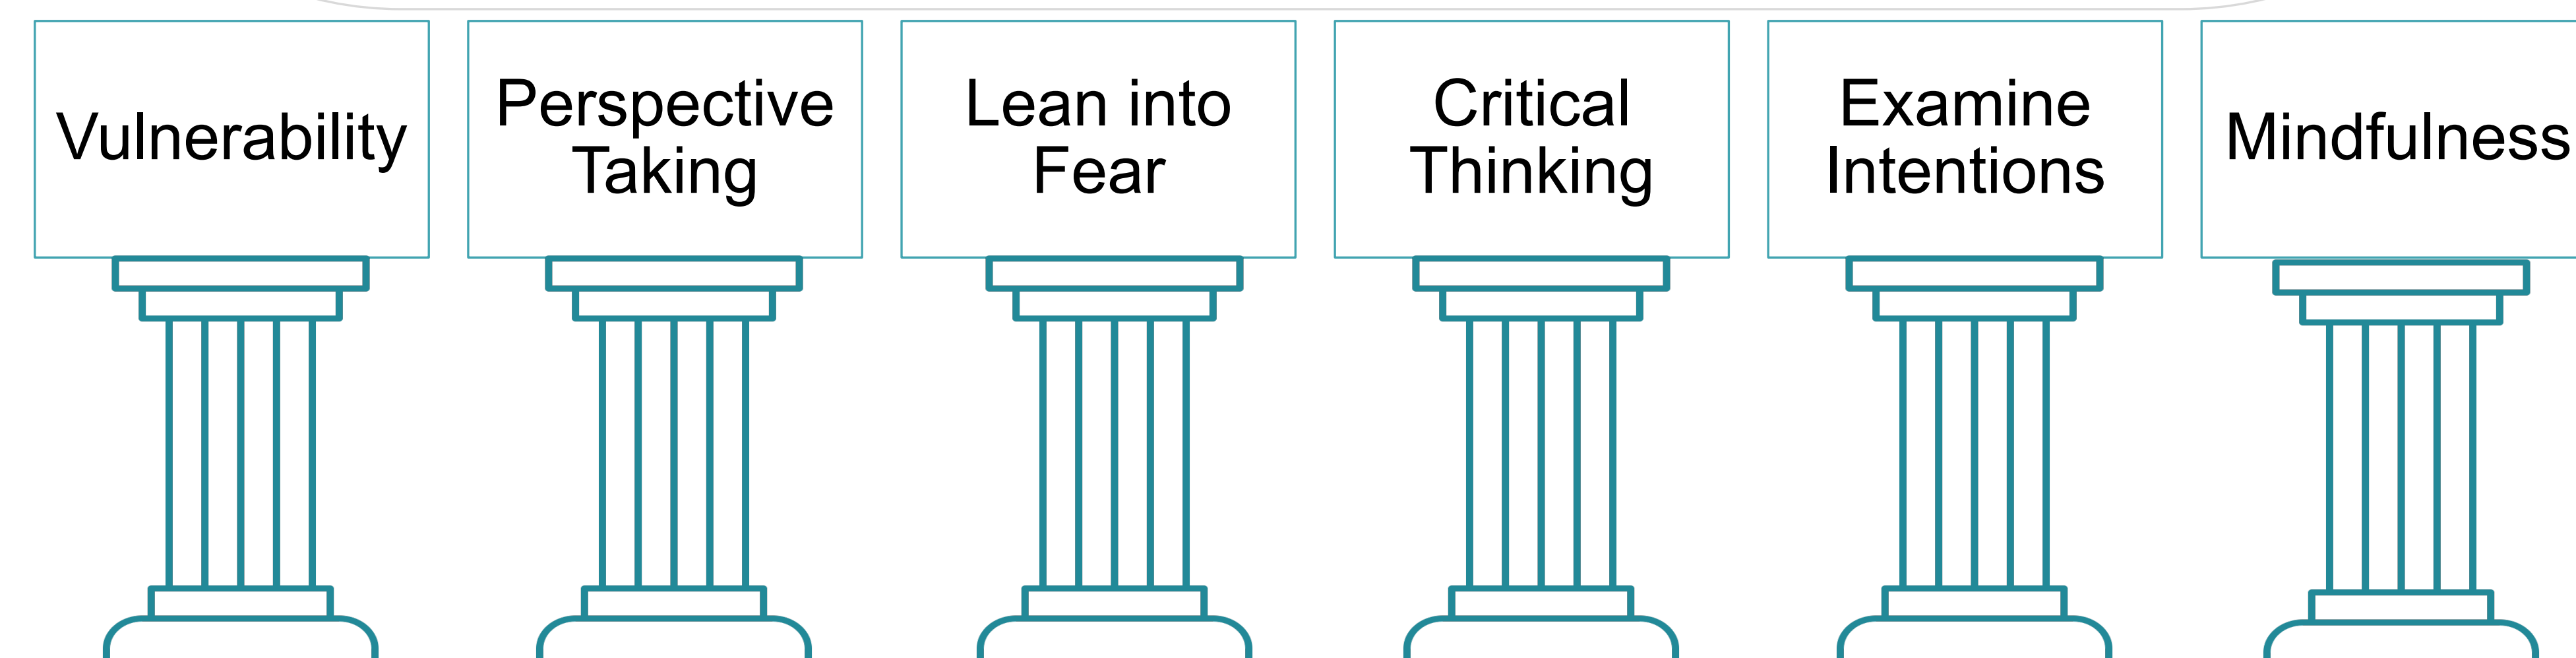 Vulnerability
Perspective
Taking
Lean into
Fear
Critical
Thinking
Examine
Intentions
Mindfulness